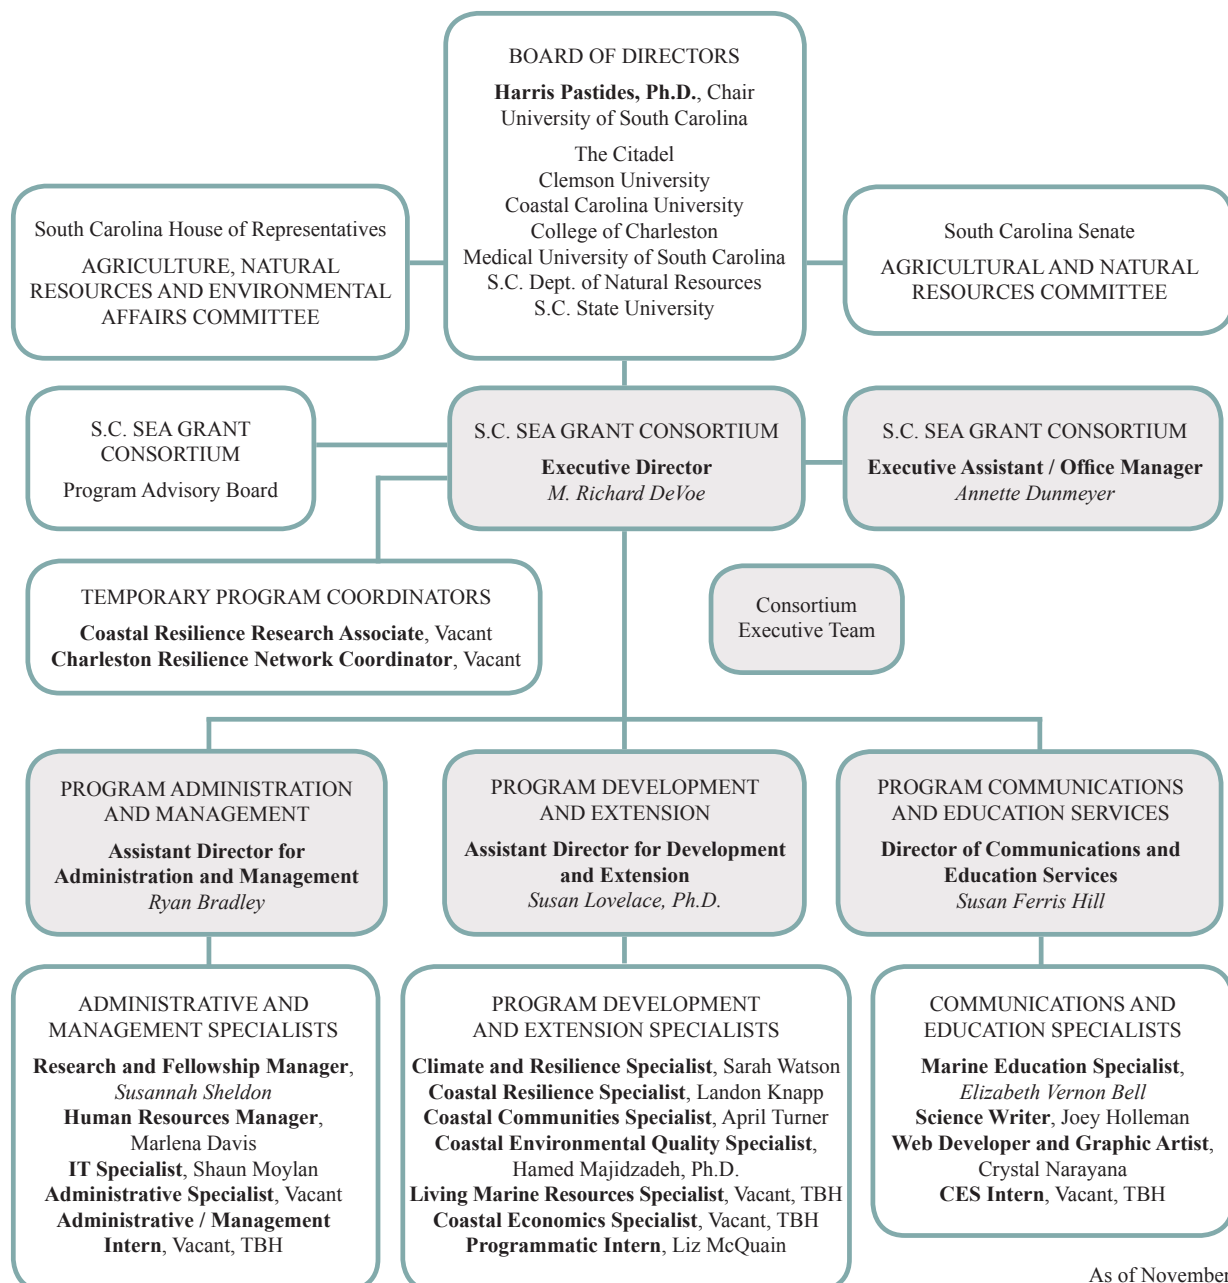 BOARD OF DIRECTORS
Harris Pastides, Ph.D., Chair
University of South Carolina
The Citadel
Clemson University
Coastal Carolina University
College of Charleston
Medical University of South Carolina
S.C. Dept. of Natural Resources
S.C. State University
South Carolina House of Representatives
AGRICULTURE, NATURAL
RESOURCES AND ENVIRONMENTAL
AFFAIRS COMMITTEE
South Carolina Senate
AGRICULTURAL AND NATURAL
RESOURCES COMMITTEE
S.C. SEA GRANT
CONSORTIUM
Program Advisory Board
S.C. SEA GRANT CONSORTIUM
Executive Director
M. Richard DeVoe
S.C. SEA GRANT CONSORTIUM
Executive Assistant / Office Manager
Annette Dunmeyer
TEMPORARY PROGRAM COORDINATORS
Coastal Resilience Research Associate, Vacant
Charleston Resilience Network Coordinator, Vacant
Consortium
Executive Team
PROGRAM ADMINISTRATION
AND MANAGEMENT
Assistant Director for
Administration and Management
Ryan Bradley
PROGRAM DEVELOPMENT
AND EXTENSION
Assistant Director for Development
and Extension
Susan Lovelace, Ph.D.
PROGRAM COMMUNICATIONS
AND EDUCATION SERVICES
Director of Communications and
Education Services
Susan Ferris Hill
ADMINISTRATIVE AND
MANAGEMENT SPECIALISTS
Research and Fellowship Manager,
Susannah Sheldon
Human Resources Manager,
Marlena Davis
IT Specialist, Shaun Moylan
Administrative Specialist, Vacant
Administrative / Management
Intern, Vacant, TBH
PROGRAM DEVELOPMENT
AND EXTENSION SPECIALISTS
Climate and Resilience Specialist, Sarah Watson
Coastal Resilience Specialist, Landon Knapp
Coastal Communities Specialist, April Turner
Coastal Environmental Quality Specialist,
Hamed Majidzadeh, Ph.D.
Living Marine Resources Specialist, Vacant, TBH
Coastal Economics Specialist, Vacant, TBH
Programmatic Intern, Liz McQuain
COMMUNICATIONS AND
EDUCATION SPECIALISTS
Marine Education Specialist,
Elizabeth Vernon Bell
Science Writer, Joey Holleman
Web Developer and Graphic Artist,
Crystal Narayana
CES Intern, Vacant, TBH
As of November